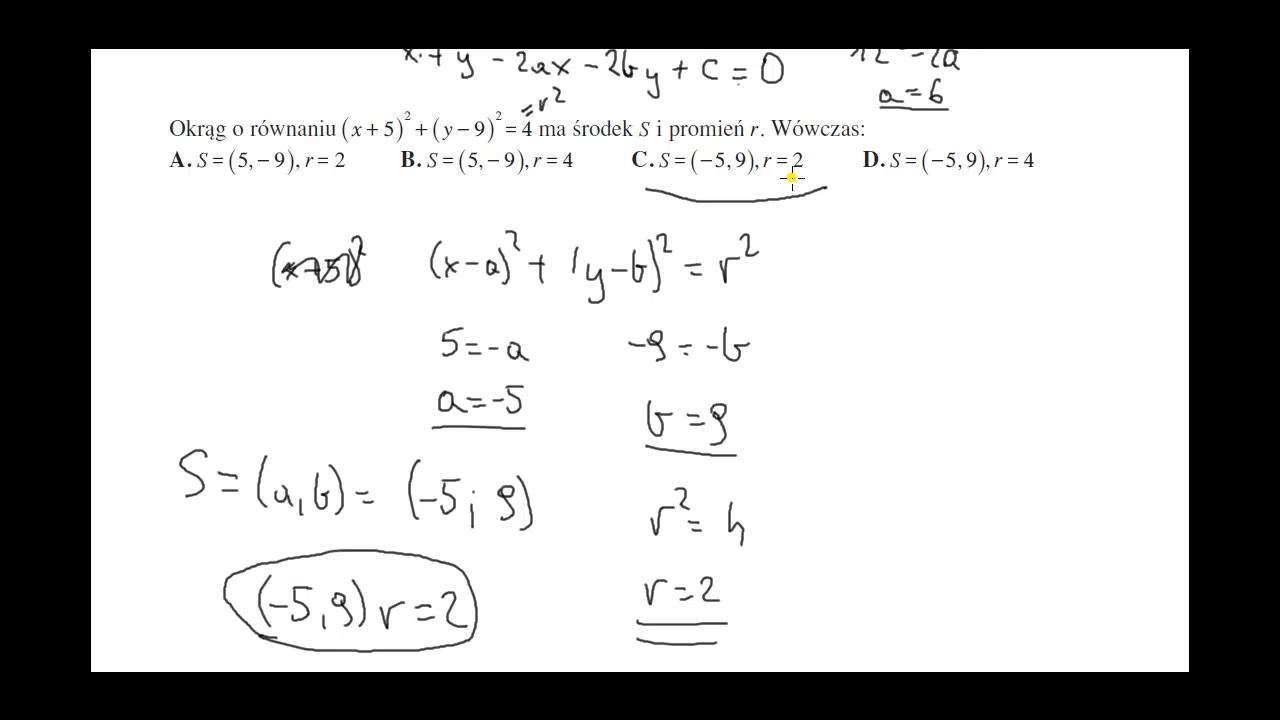 x + y - 2ax - 2by + c = 0
-2a
a = 6
= r²
Okrąg o równaniu (x + 5)² + (y − 9)² = 4 ma środek S i promień r. Wówczas:
A. S = (5, − 9), r = 2 B. S = (5, − 9), r = 4 C. S = (−5, 9), r = 2 D. S = (−5, 9), r = 4
(x-a)² + (y-b)² = r²
5 = -a -9 = -b
a = -5 b = 9
S = (a, b) = (-5; 9)
r² = 4
(-5, 9) r = 2 r = 2